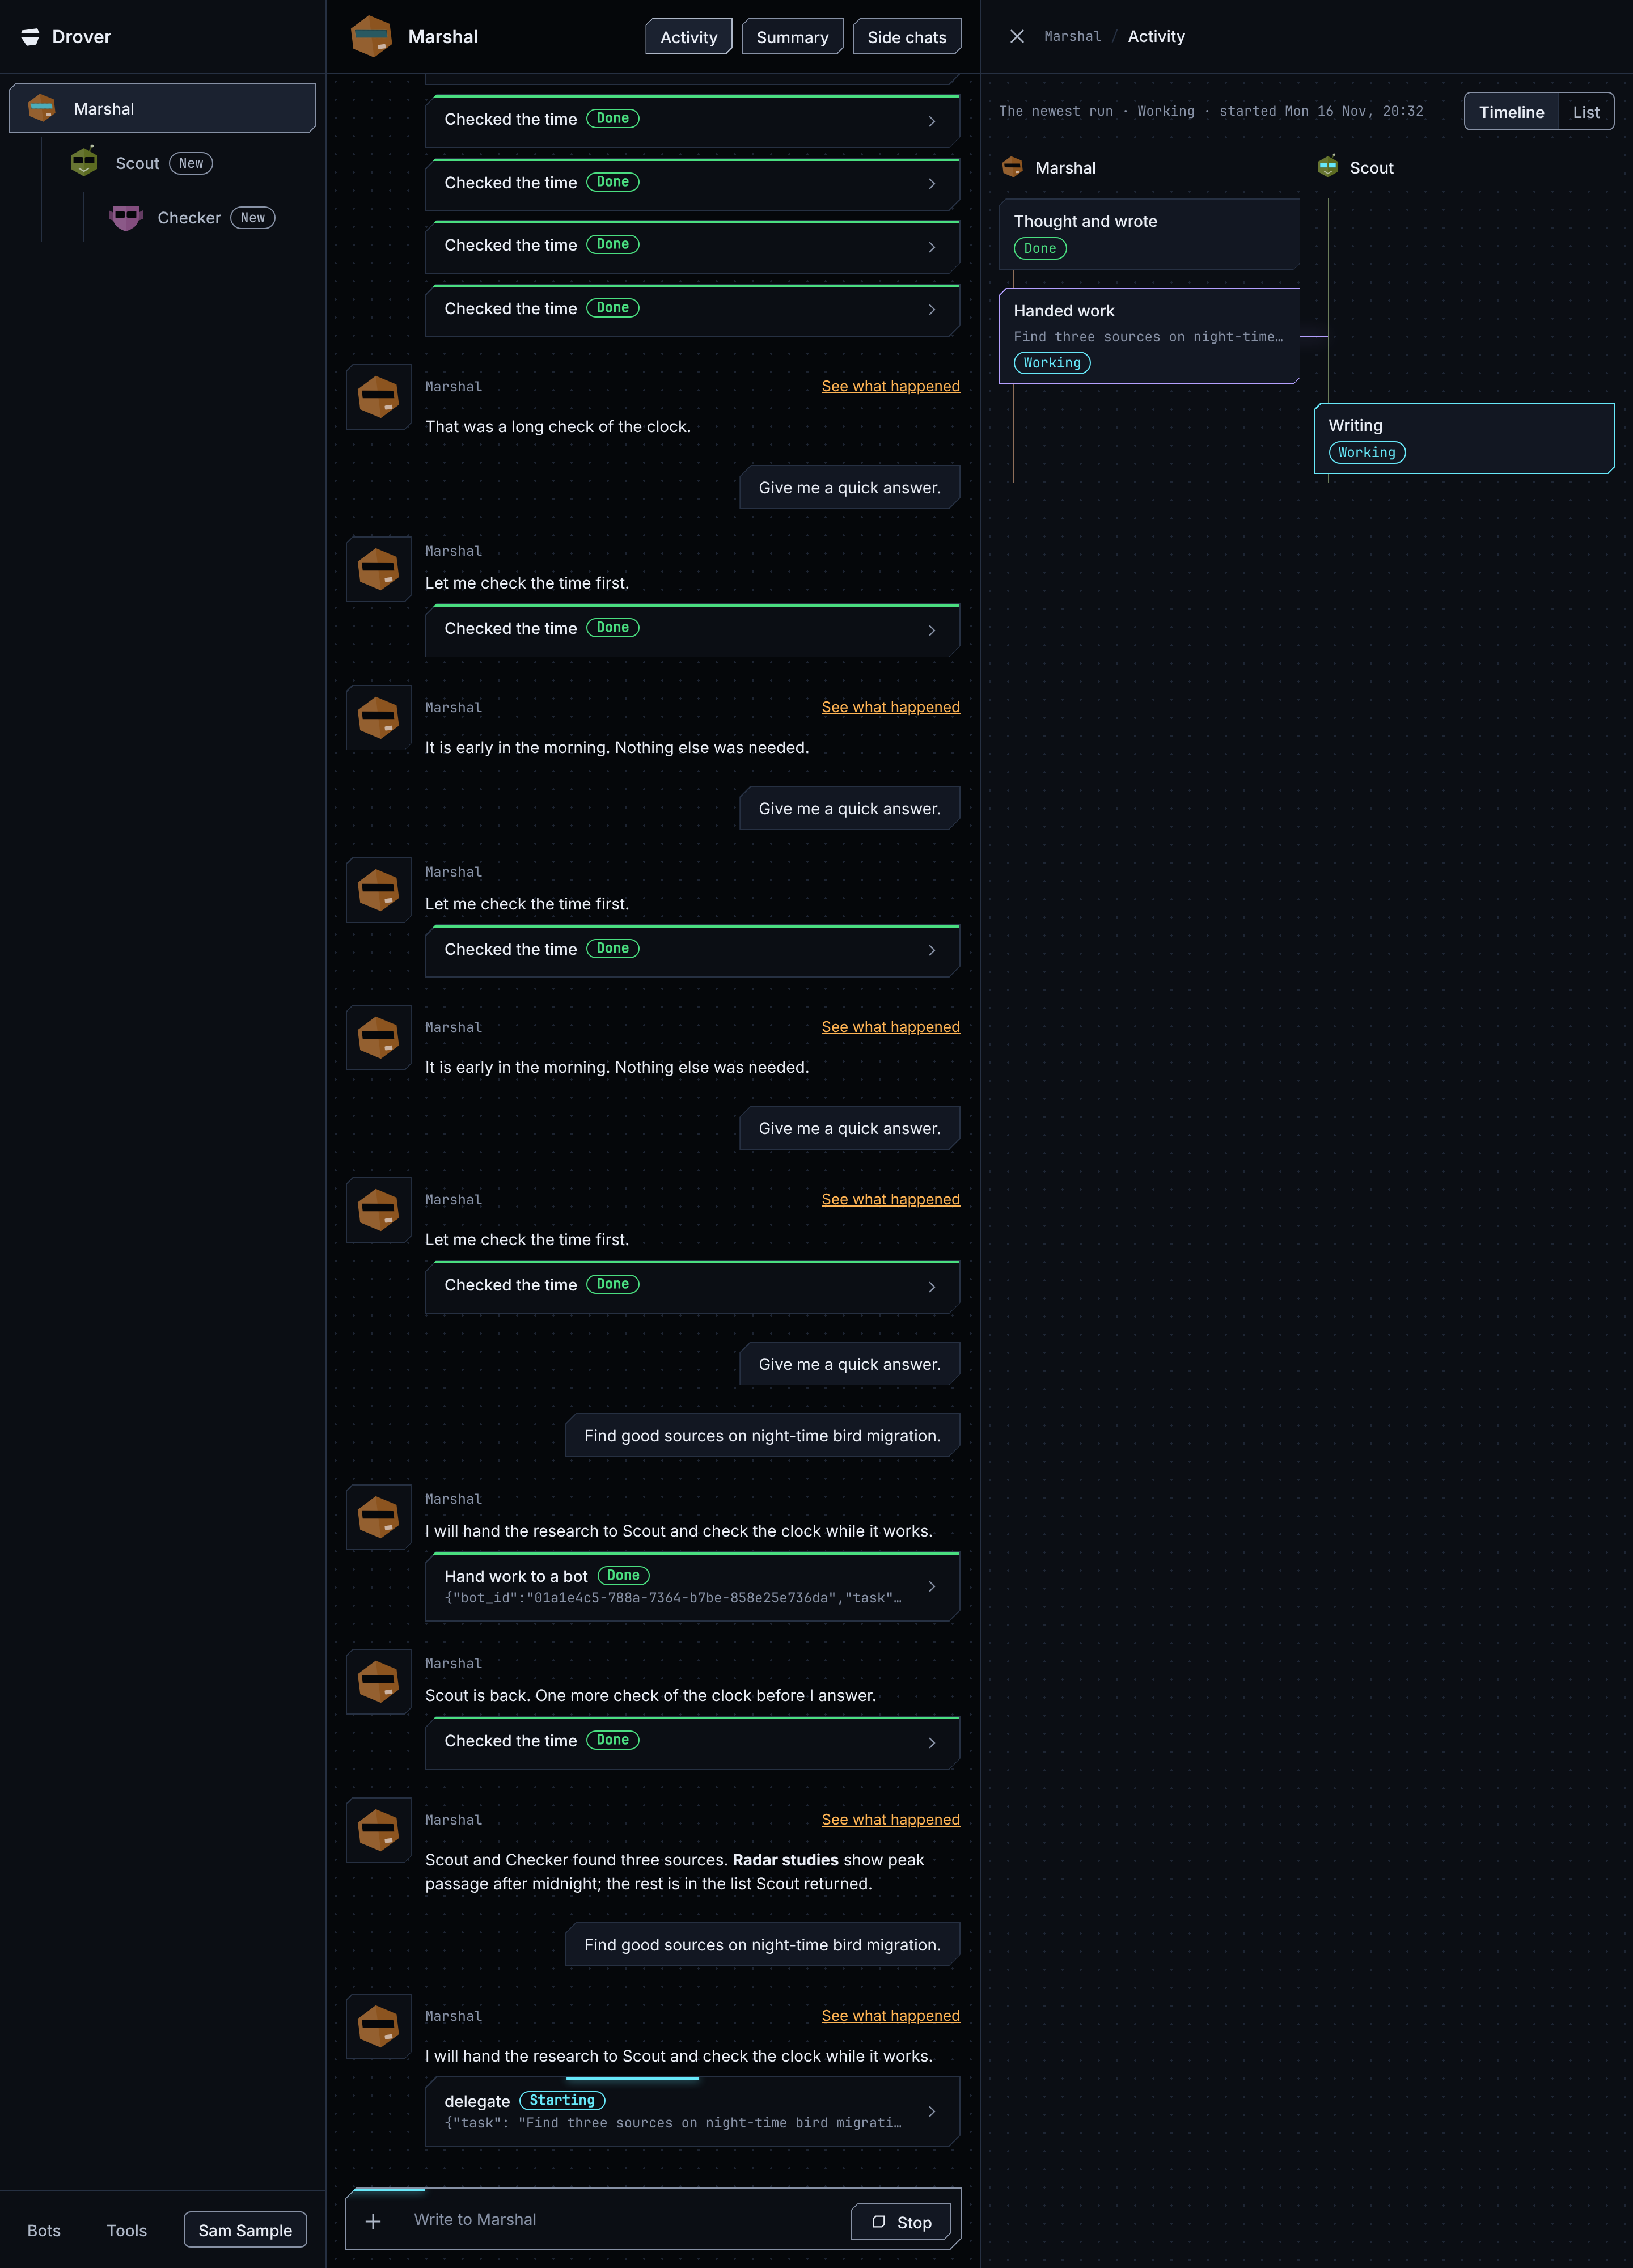 Drover
Marshal
Scout New
Checker New
Bots
Tools
Sam Sample
Marshal
Activity
Summary
Side chats
Checked the time Done
Checked the time Done
Checked the time Done
Checked the time Done
Marshal
See what happened
That was a long check of the clock.
Give me a quick answer.
Marshal
Let me check the time first.
Checked the time Done
Marshal
See what happened
It is early in the morning. Nothing else was needed.
Give me a quick answer.
Marshal
Let me check the time first.
Checked the time Done
Marshal
See what happened
It is early in the morning. Nothing else was needed.
Give me a quick answer.
Marshal
See what happened
Let me check the time first.
Checked the time Done
Give me a quick answer.
Find good sources on night-time bird migration.
Marshal
I will hand the research to Scout and check the clock while it works.
Hand work to a bot Done
{"bot_id":"01a1e4c5-788a-7364-b7be-858e25e736da","task"…
Marshal
Scout is back. One more check of the clock before I answer.
Checked the time Done
Marshal
See what happened
Scout and Checker found three sources. Radar studies show peak
passage after midnight; the rest is in the list Scout returned.
Find good sources on night-time bird migration.
Marshal
See what happened
I will hand the research to Scout and check the clock while it works.
delegate Starting
{"task": "Find three sources on night-time bird migrati…
Write to Marshal
Stop
Marshal / Activity
The newest run · Working · started Mon 16 Nov, 20:32
Timeline
List
Marshal
Scout
Thought and wrote
Done
Handed work
Find three sources on night-time…
Working
Writing
Working